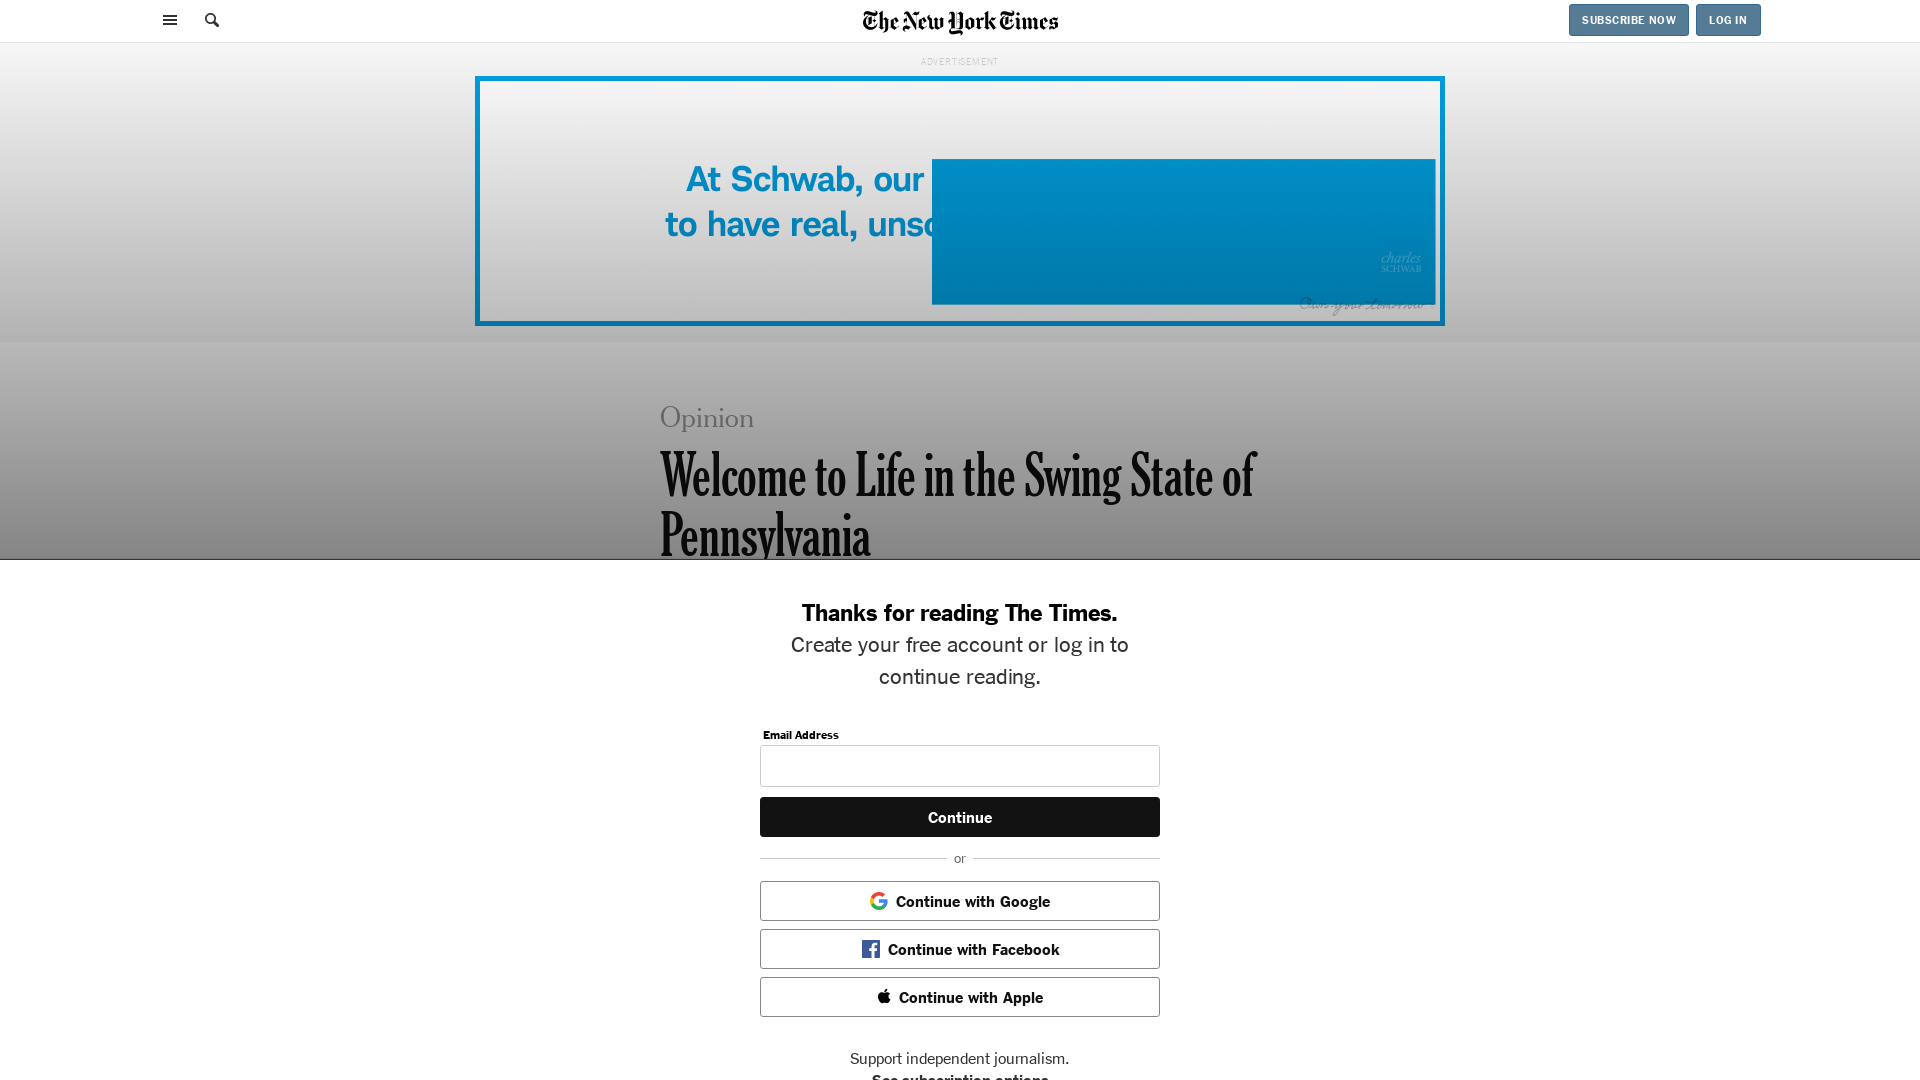 The New York Times
SUBSCRIBE NOW
LOG IN
ADVERTISEMENT
At Schwab, our
to have real,
charles
SCHWAB
Own your tomorrow
Opinion
Welcome to Life in the Swing State of
Pennsylvania
Thanks for reading The Times.
Create your free account or log in to
continue reading.
Email Address
Continue
or
Continue with Google
Continue with Facebook
Continue with Apple
Support independent journalism.
See subscription options